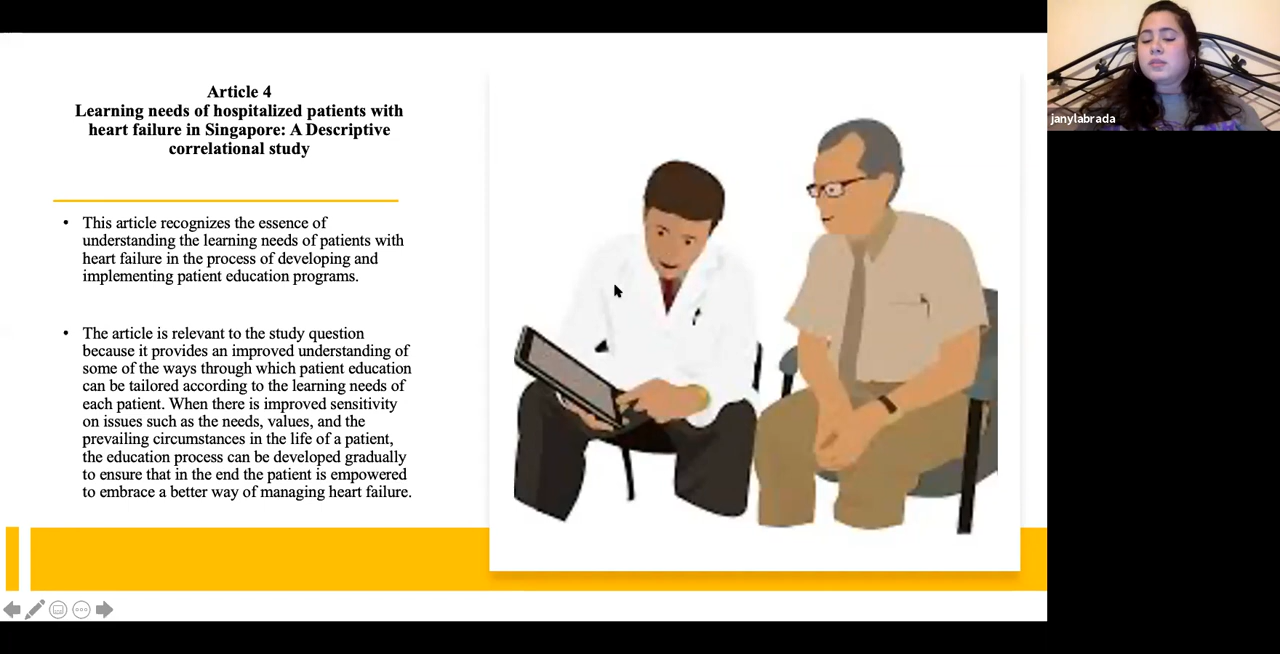 Article 4
Learning needs of hospitalized patients with
heart failure in Singapore: A Descriptive
correlational study
• This article recognizes the essence of
understanding the learning needs of patients with
heart failure in the process of developing and
implementing patient education programs.
• The article is relevant to the study question
because it provides an improved understanding of
some of the ways through which patient education
can be tailored according to the learning needs of
each patient. When there is improved sensitivity
on issues such as the needs, values, and the
prevailing circumstances in the life of a patient,
the education process can be developed gradually
to ensure that in the end the patient is empowered
to embrace a better way of managing heart failure.
janylabrada